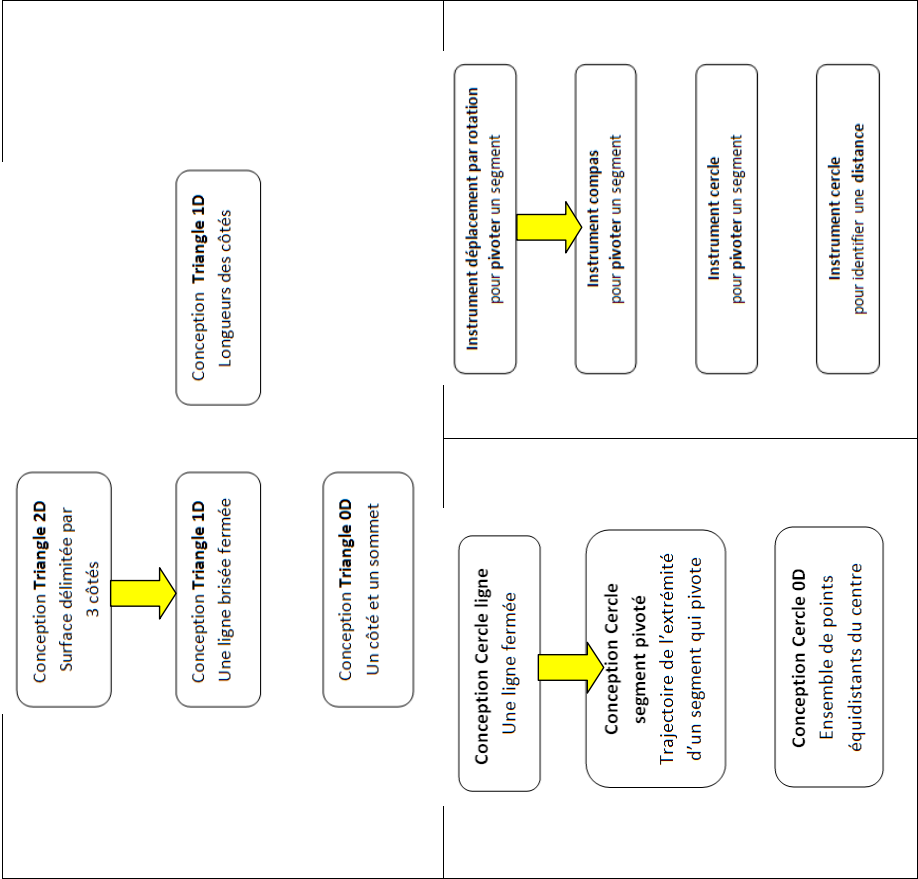 Conception Triangle 2D
Surface délimitée par
3 côtés
Conception Triangle 1D
Une ligne brisée fermée
Conception Triangle 0D
Un côté et un sommet
Conception Triangle 1D
Longueurs des côtés
Conception Cercle ligne
Une ligne fermée
Conception Cercle
segment pivoté
Trajectoire de l'extrémité
d'un segment qui pivote
Conception Cercle 0D
Ensemble de points
équidistants du centre
Instrument déplacement par rotation
pour pivoter un segment
Instrument compas
pour pivoter un segment
Instrument cercle
pour pivoter un segment
Instrument cercle
pour identifier une distance